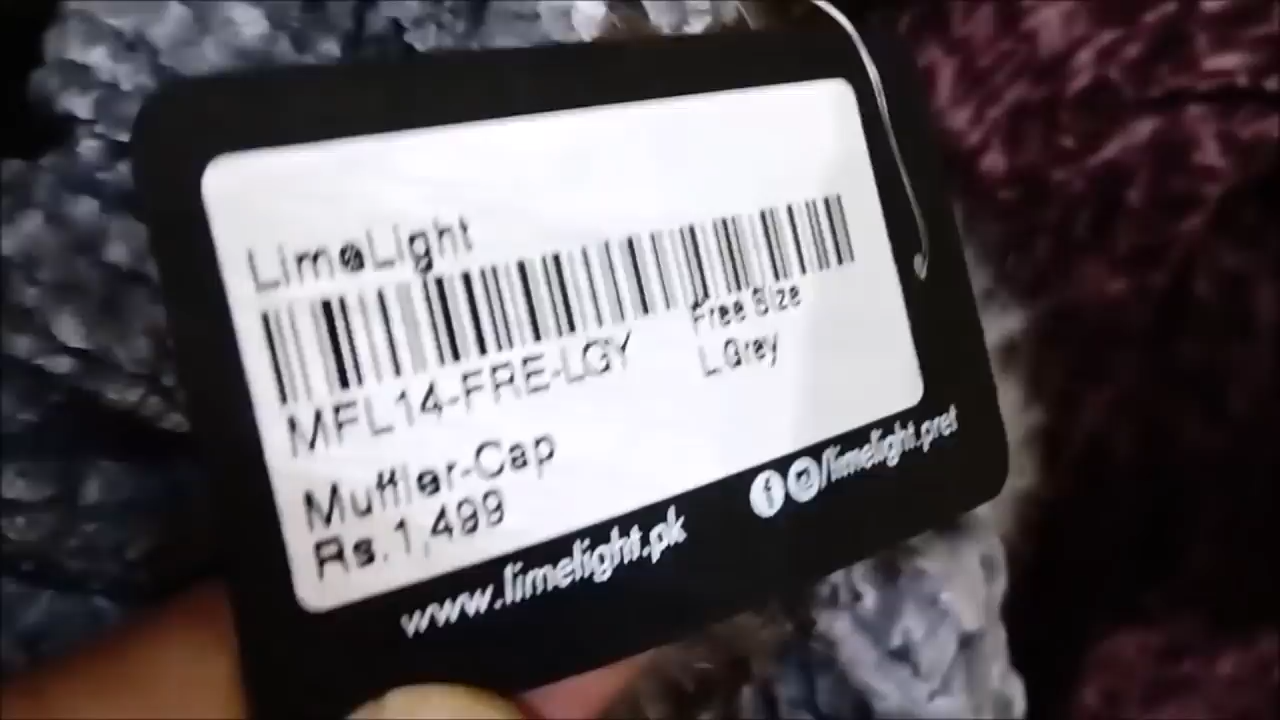 LimeLight
MFL14-FRE-LGY
Free Size
L.Grey
Muffler-Cap
Rs.1,499
www.limelight.pk
/limelight.pret